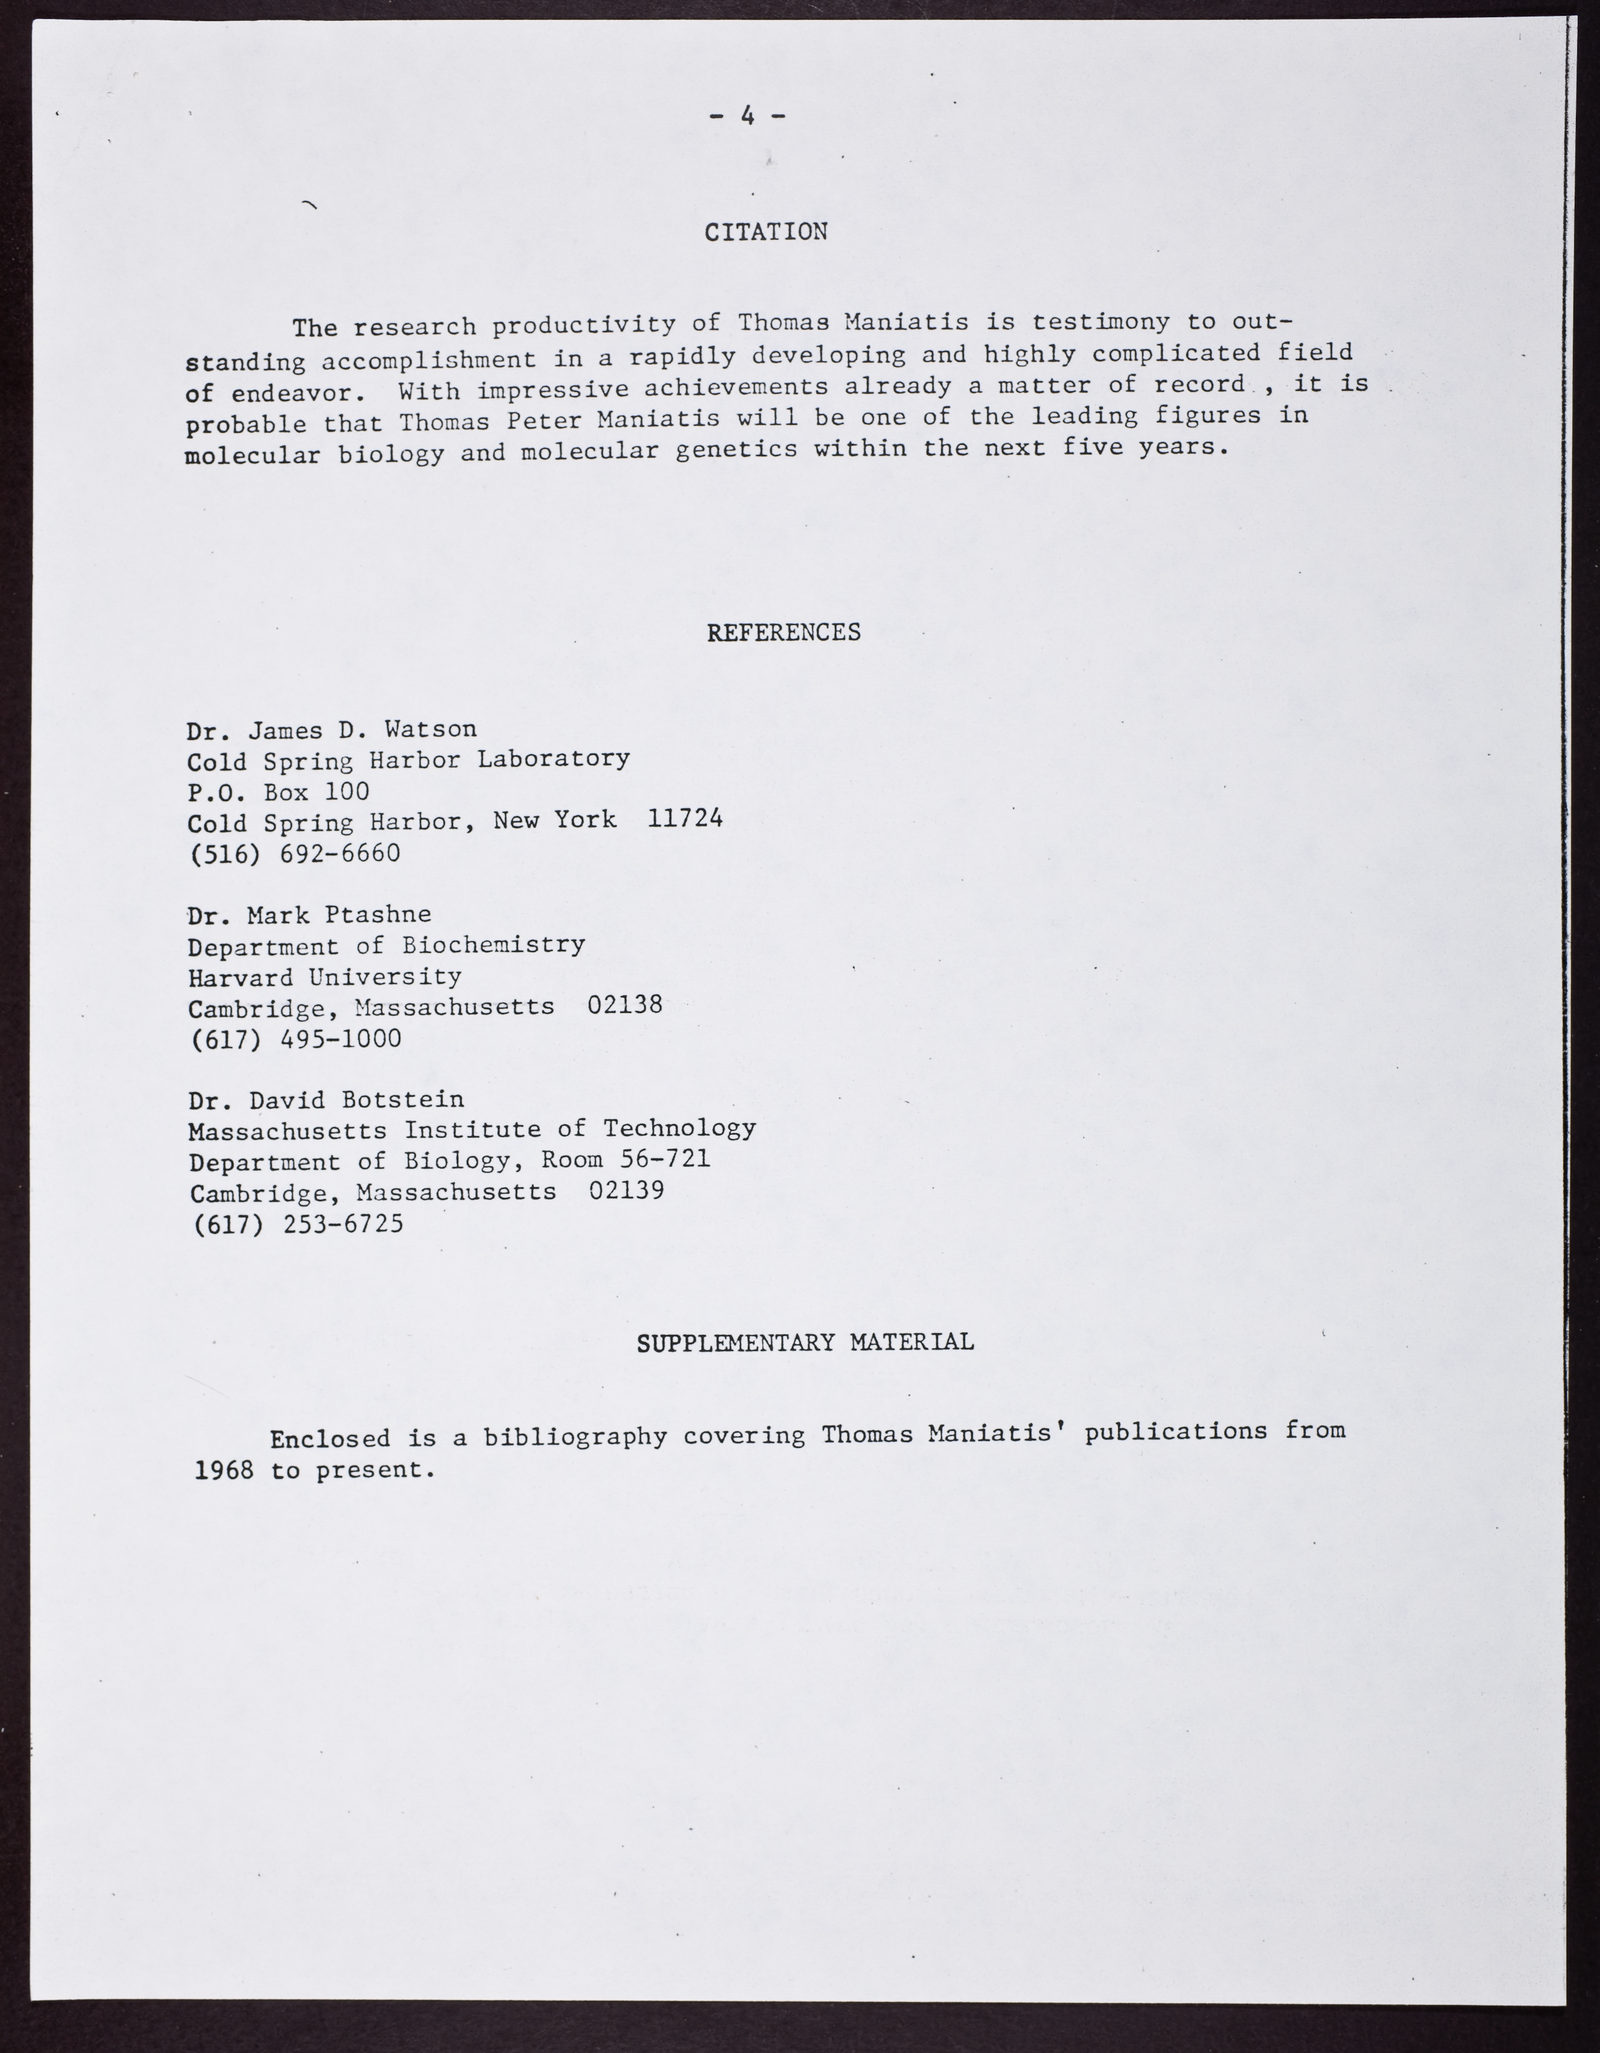 - 4 -
CITATION
The research productivity of Thomas Maniatis is testimony to out-
standing accomplishment in a rapidly developing and highly complicated field
of endeavor. With impressive achievements already a matter of record , it is
probable that Thomas Peter Maniatis will be one of the leading figures in
molecular biology and molecular genetics within the next five years.
REFERENCES
Dr. James D. Watson
Cold Spring Harbor Laboratory
P.O. Box 100
Cold Spring Harbor, New York 11724
(516) 692-6660
Dr. Mark Ptashne
Department of Biochemistry
Harvard University
Cambridge, Massachusetts 02138
(617) 495-1000
Dr. David Botstein
Massachusetts Institute of Technology
Department of Biology, Room 56-721
Cambridge, Massachusetts 02139
(617) 253-6725
SUPPLEMENTARY MATERIAL
Enclosed is a bibliography covering Thomas Maniatis' publications from
1968 to present.